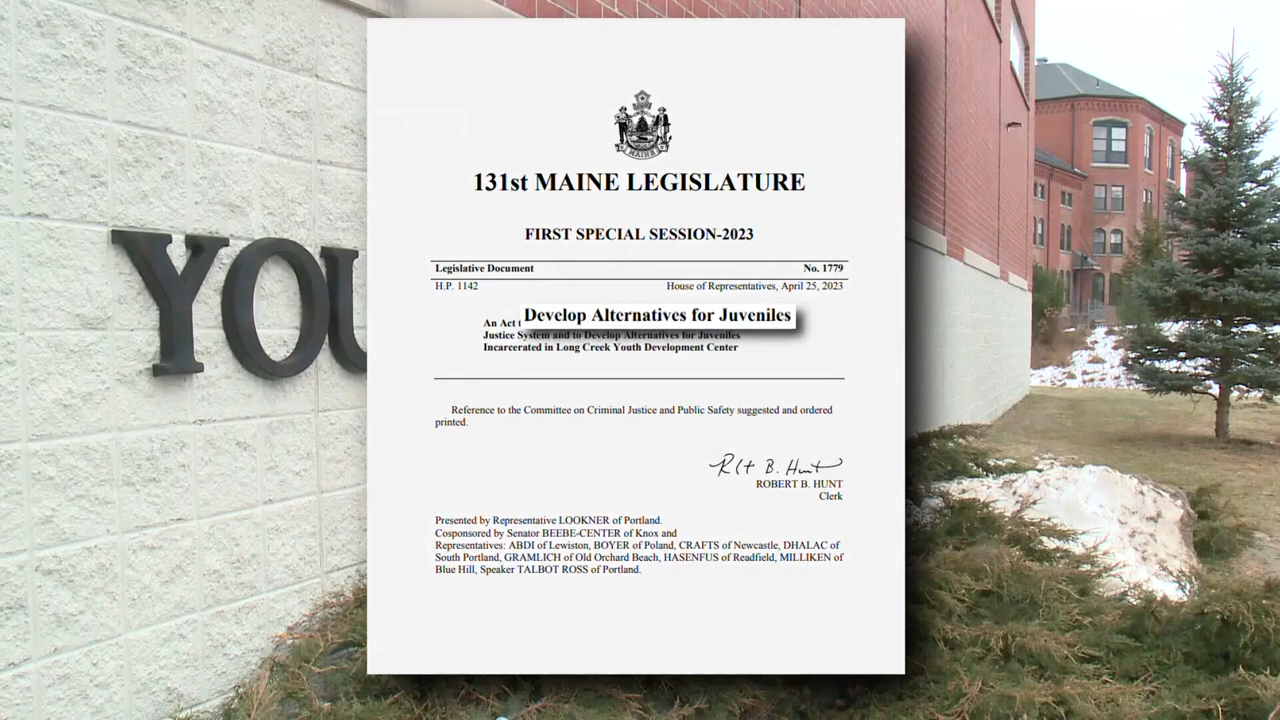 YOU
MAINE
131st MAINE LEGISLATURE
FIRST SPECIAL SESSION-2023
Legislative Document No. 1779
H.P. 1142 House of Representatives, April 25, 2023
Develop Alternatives for Juveniles
An Act t
Justice System and to Develop Alternatives for Juveniles
Incarcerated in Long Creek Youth Development Center
Reference to the Committee on Criminal Justice and Public Safety suggested and ordered
printed.
R(t B. Hunt
ROBERT B. HUNT
Clerk
Presented by Representative LOOKNER of Portland.
Cosponsored by Senator BEEBE-CENTER of Knox and
Representatives: ABDI of Lewiston, BOYER of Poland, CRAFTS of Newcastle, DHALAC of
South Portland, GRAMLICH of Old Orchard Beach, HASENFUS of Readfield, MILLIKEN of
Blue Hill, Speaker TALBOT ROSS of Portland.